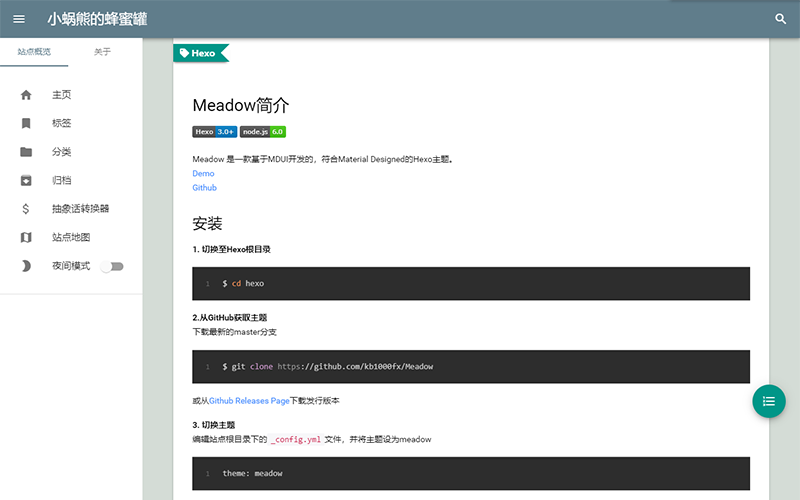 小蜗熊的蜂蜜罐
站点概览 关于
主页
标签
分类
归档
抽象话转换器
站点地图
夜间模式
Hexo
Meadow简介
Hexo 3.0+ node.js 6.0
Meadow 是一款基于MDUI开发的，符合Material Designed的Hexo主题。
Demo
Github
安装
1. 切换至Hexo根目录
1 $ cd hexo
2.从GitHub获取主题
下载最新的master分支
1 $ git clone https://github.com/kb1000fx/Meadow
或从Github Releases Page下载发行版本
3. 切换主题
编辑站点根目录下的 _config.yml 文件，并将主题设为meadow
1 theme: meadow